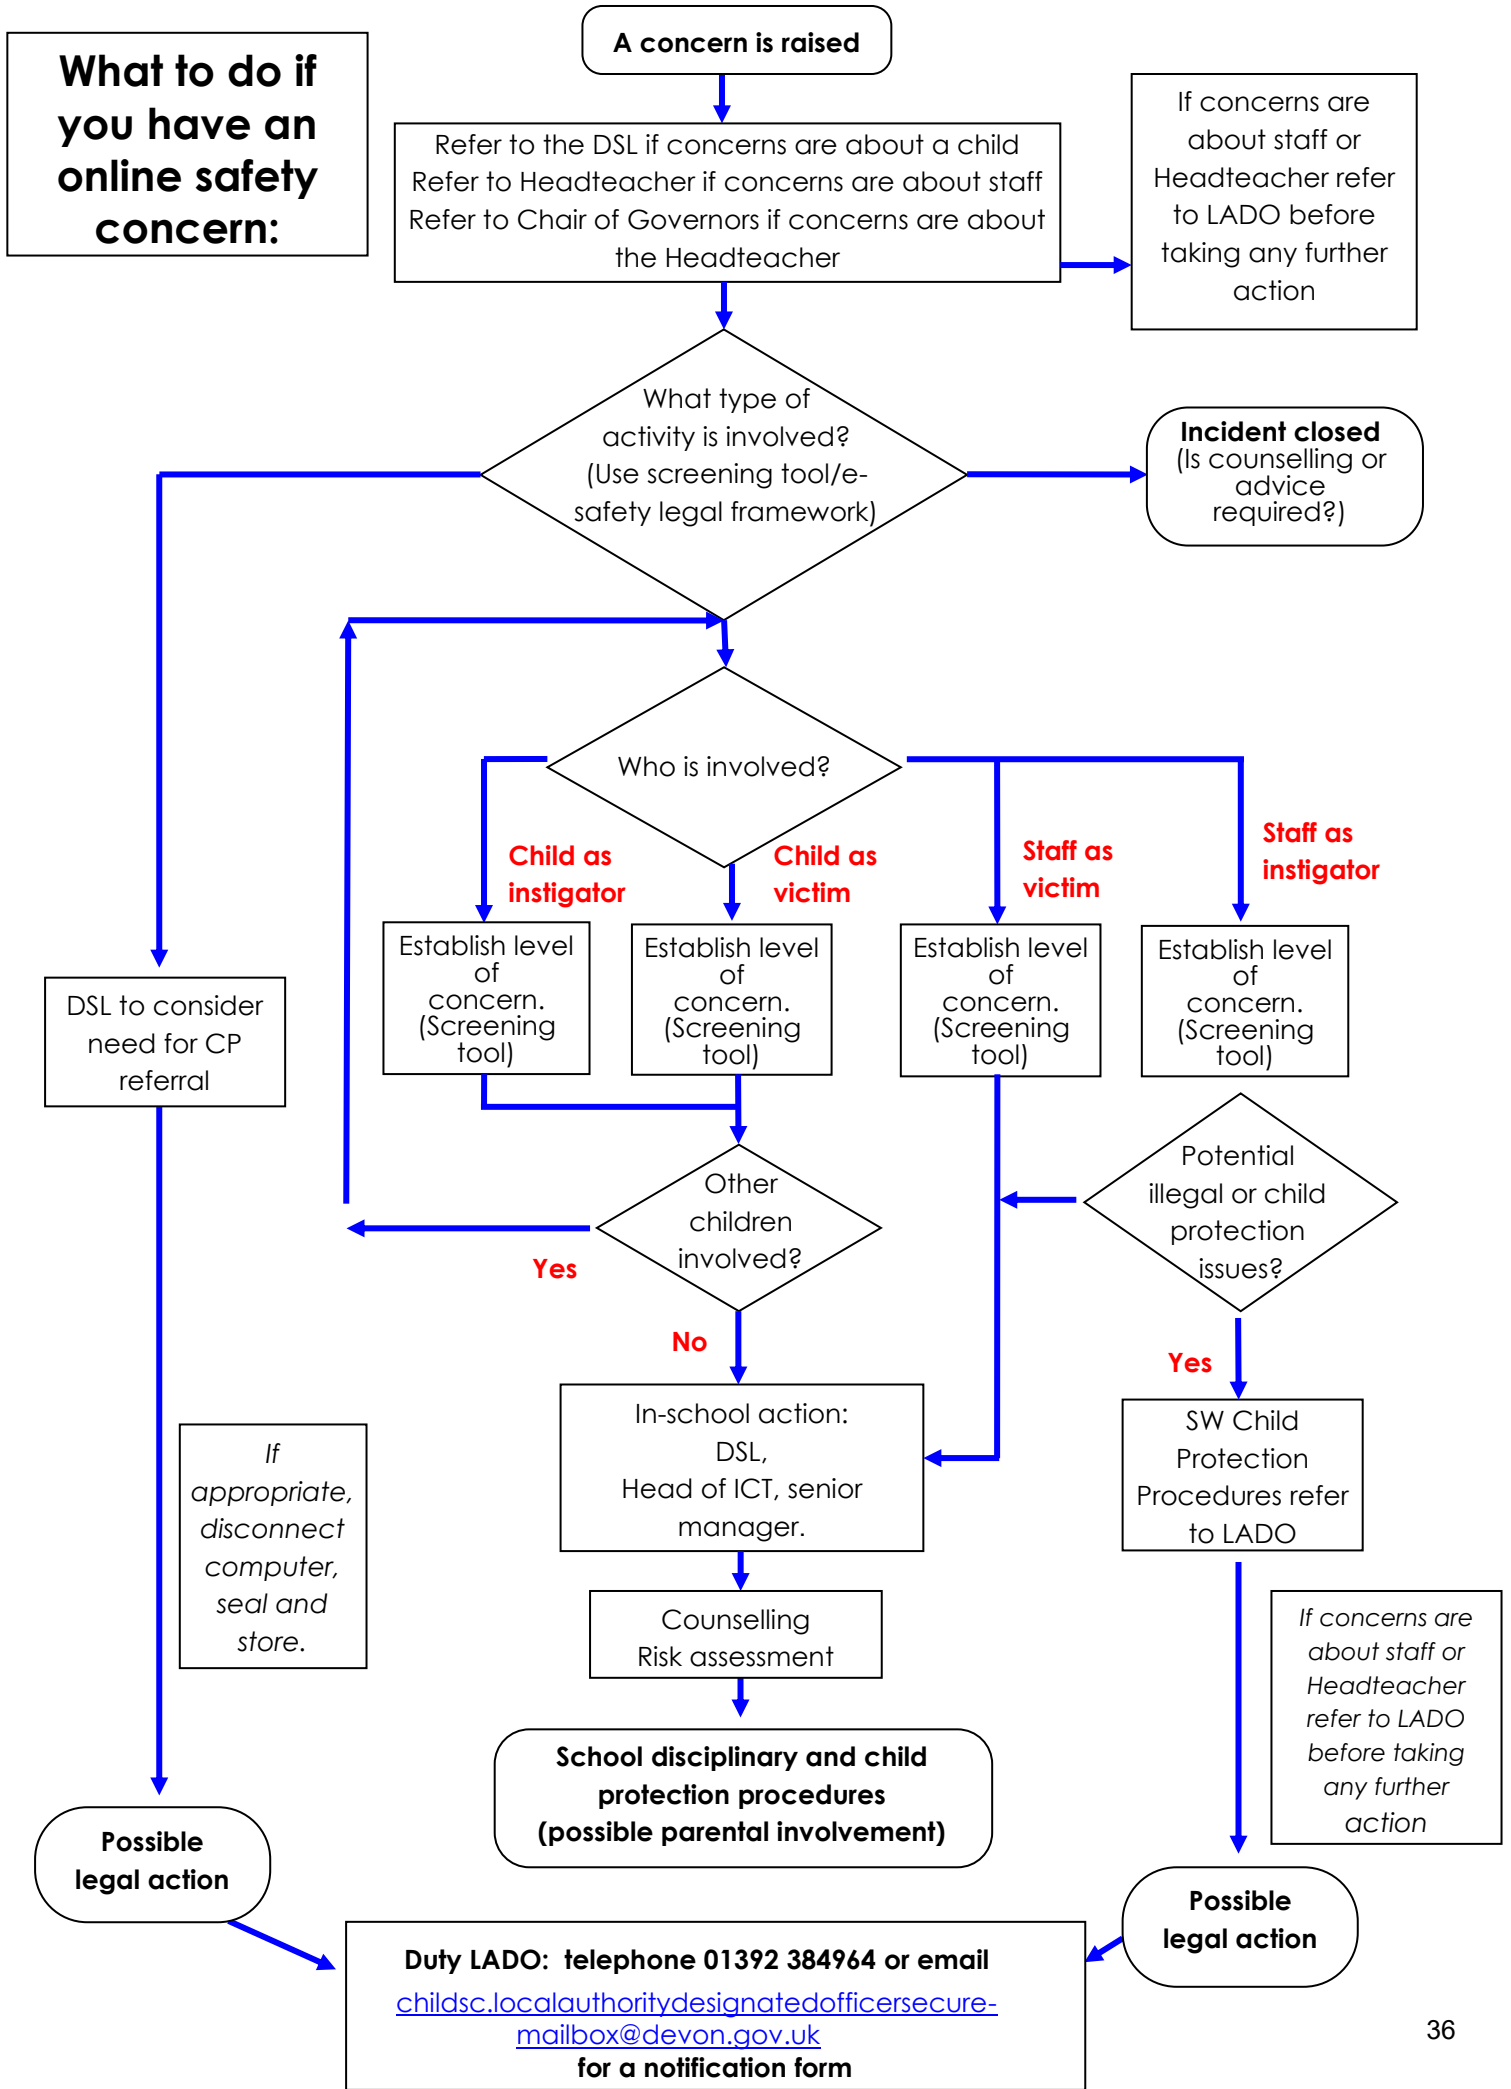 What to do if
you have an
online safety
concern:
A concern is raised
Refer to the DSL if concerns are about a child
Refer to Headteacher if concerns are about staff
Refer to Chair of Governors if concerns are about
the Headteacher
If concerns are
about staff or
Headteacher refer
to LADO before
taking any further
action
What type of
activity is involved?
(Use screening tool/e-
safety legal framework)
Incident closed
(Is counselling or
advice
required?)
Who is involved?
Child as
instigator
Child as
victim
Staff as
victim
Staff as
instigator
Establish level
of
concern.
(Screening
tool)
Establish level
of
concern.
(Screening
tool)
Establish level
of
concern.
(Screening
tool)
Establish level
of
concern.
(Screening
tool)
DSL to consider
need for CP
referral
Other
children
involved?
Potential
illegal or child
protection
issues?
Yes
No
Yes
In-school action:
DSL,
Head of ICT, senior
manager.
SW Child
Protection
Procedures refer
to LADO
If
appropriate,
disconnect
computer,
seal and
store.
Counselling
Risk assessment
If concerns are
about staff or
Headteacher
refer to LADO
before taking
any further
action
School disciplinary and child
protection procedures
(possible parental involvement)
Possible
legal action
Possible
legal action
Duty LADO:  telephone 01392 384964 or email
childsc.localauthoritydesignatedofficersecure-
mailbox@devon.gov.uk
for a notification form
36